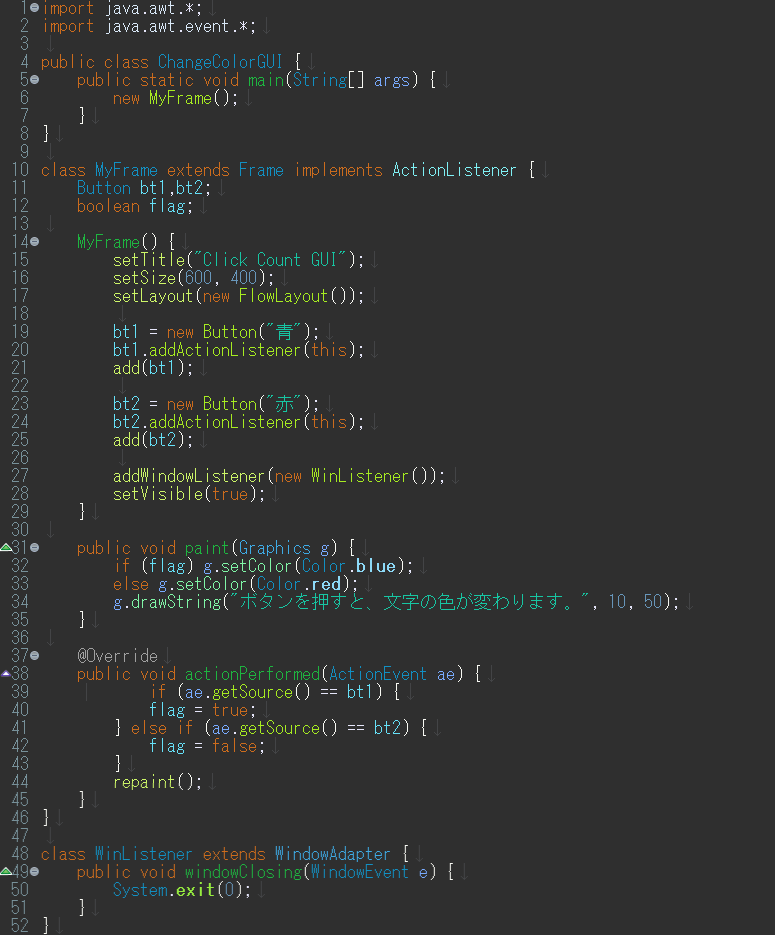 1 import java.awt.*;
2 import java.awt.event.*;
3
4 public class ChangeColorGUI {
5     public static void main(String[] args) {
6         new MyFrame();
7     }
8 }
9
10 class MyFrame extends Frame implements ActionListener {
11     Button bt1,bt2;
12     boolean flag;
13
14     MyFrame() {
15         setTitle("Click Count GUI");
16         setSize(600, 400);
17         setLayout(new FlowLayout());
18
19         bt1 = new Button("青");
20         bt1.addActionListener(this);
21         add(bt1);
22
23         bt2 = new Button("赤");
24         bt2.addActionListener(this);
25         add(bt2);
26
27         addWindowListener(new WinListener());
28         setVisible(true);
29     }
30
31     public void paint(Graphics g) {
32         if (flag) g.setColor(Color.blue);
33         else g.setColor(Color.red);
34         g.drawString("ボタンを押すと、文字の色が変わります。", 10, 50);
35     }
36
37     @Override
38     public void actionPerformed(ActionEvent ae) {
39             if (ae.getSource() == bt1) {
40             flag = true;
41         } else if (ae.getSource() == bt2) {
42             flag = false;
43         }
44         repaint();
45     }
46 }
47
48 class WinListener extends WindowAdapter {
49     public void windowClosing(WindowEvent e) {
50         System.exit(0);
51     }
52 }